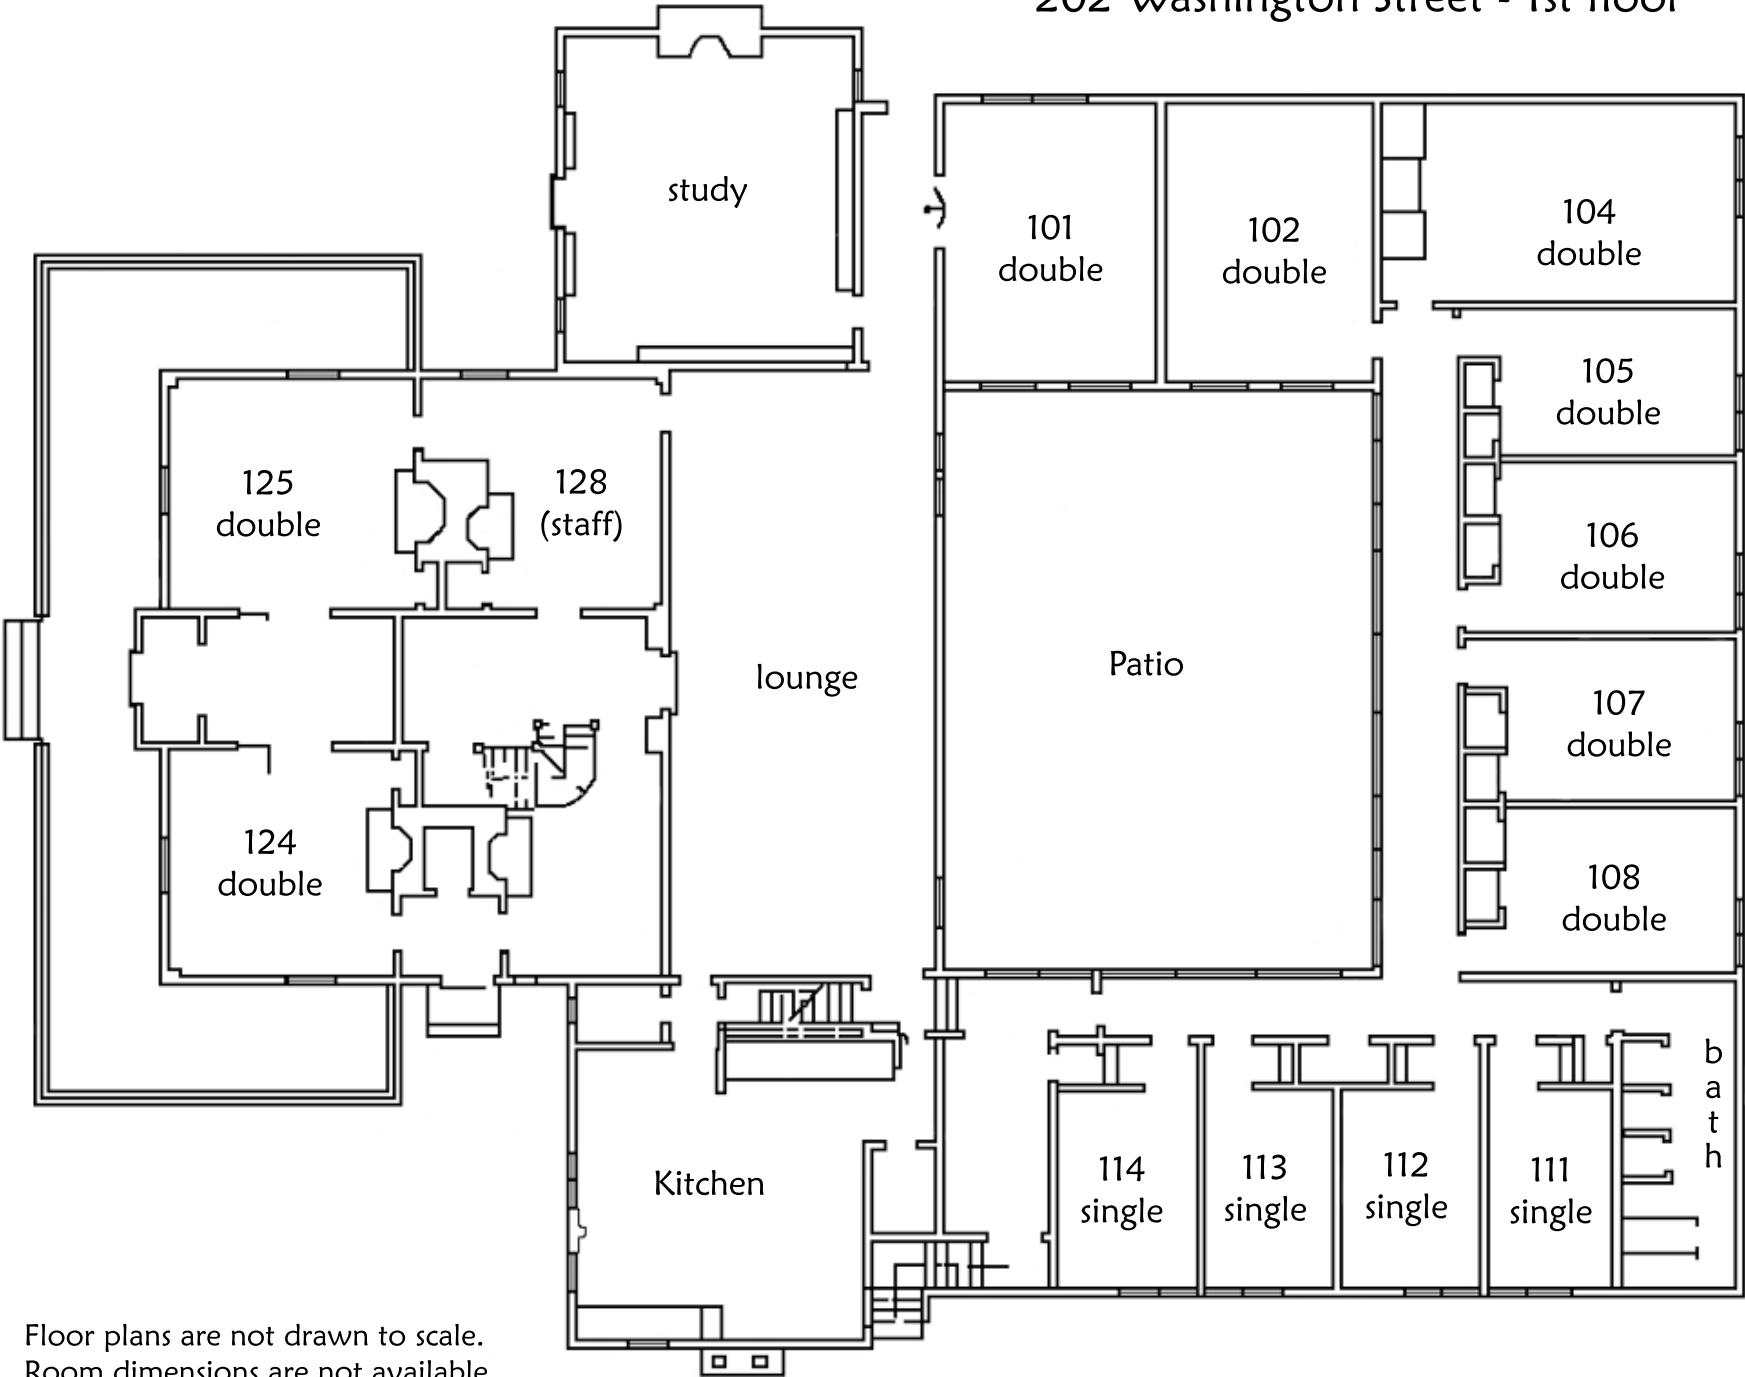 202 Washington Street - 1st floor
study
101
double
102
double
104
double
105
double
106
double
107
double
108
double
125
double
128
(staff)
124
double
lounge
Patio
Kitchen
114
single
113
single
112
single
111
single
b
a
t
h
Floor plans are not drawn to scale.
Room dimensions are not available